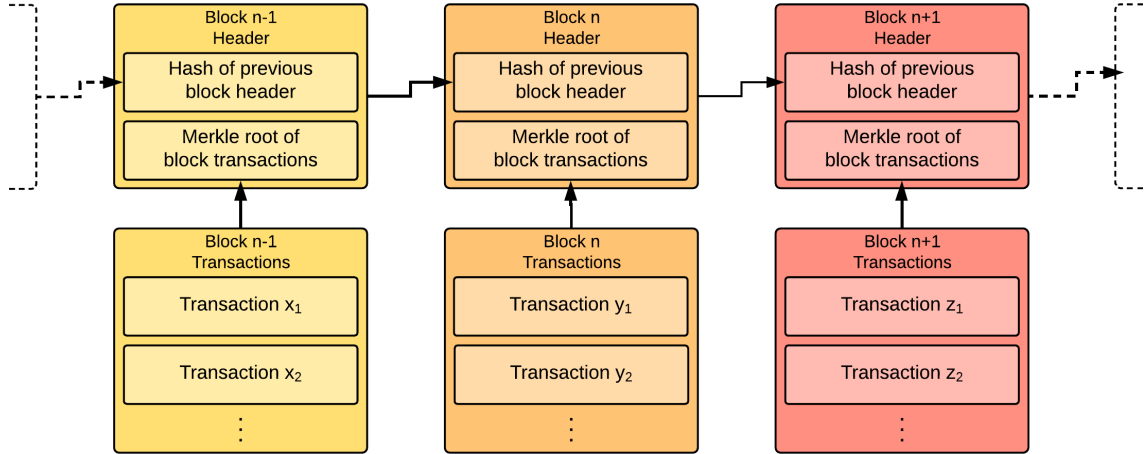 Block n-1
Header
Hash of previous
block header
Merkle root of
block transactions
Block n
Header
Hash of previous
block header
Merkle root of
block transactions
Block n+1
Header
Hash of previous
block header
Merkle root of
block transactions
Block n-1
Transactions
Transaction x₁
Transaction x₂
⋮
Block n
Transactions
Transaction y₁
Transaction y₂
⋮
Block n+1
Transactions
Transaction z₁
Transaction z₂
⋮